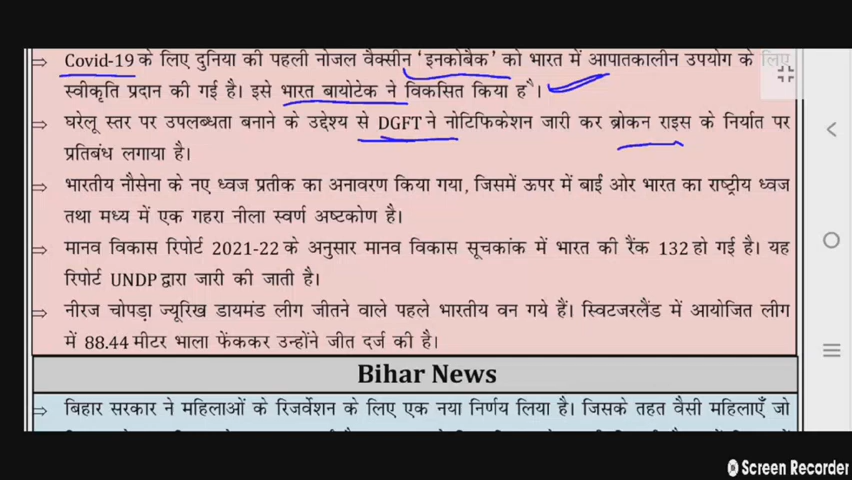 ⇒ Covid-19 के लिए दुनिया की पहली नोजल वैक्सीन ‘इनकोबैक’ को भारत में आपातकालीन उपयोग के लिए
स्वीकृति प्रदान की गई है। इसे भारत बायोटेक ने विकसित किया है।
⇒ घरेलू स्तर पर उपलब्धता बनाने के उद्देश्य से DGFT ने नोटिफिकेशन जारी कर ब्रोकन राइस के निर्यात पर
प्रतिबंध लगाया है।
⇒ भारतीय नौसेना के नए ध्वज प्रतीक का अनावरण किया गया, जिसमें ऊपर में बाईं ओर भारत का राष्ट्रीय ध्वज
तथा मध्य में एक गहरा नीला स्वर्ण अष्टकोण है।
⇒ मानव विकास रिपोर्ट 2021-22 के अनुसार मानव विकास सूचकांक में भारत की रैंक 132 हो गई है। यह
रिपोर्ट UNDP द्वारा जारी की जाती है।
⇒ नीरज चोपड़ा ज्यूरिख डायमंड लीग जीतने वाले पहले भारतीय वन गये हैं। स्विटजरलैंड में आयोजित लीग
में 88.44 मीटर भाला फेंककर उन्होंने जीत दर्ज की है।
Bihar News
⇒ बिहार सरकार ने महिलाओं के रिजर्वेशन के लिए एक नया निर्णय लिया है। जिसके तहत वैसी महिलाएँ जो
Screen Recorder